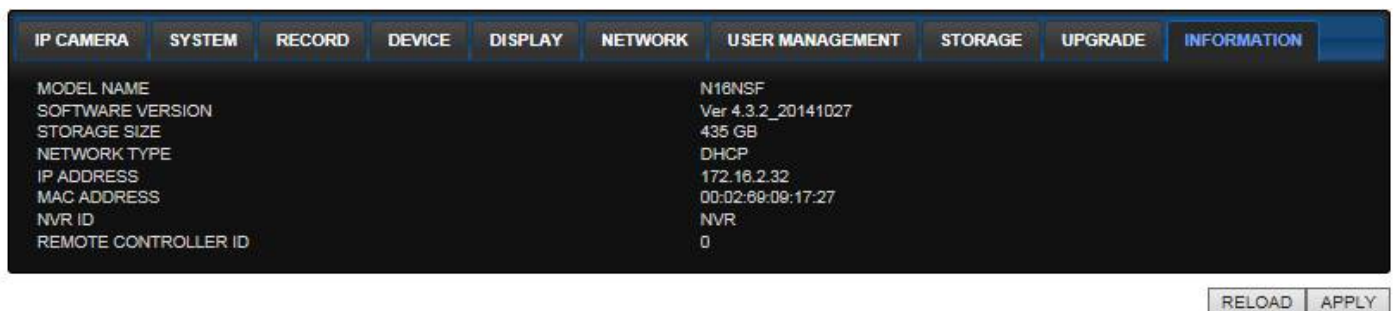 IP CAMERA SYSTEM RECORD DEVICE DISPLAY NETWORK USER MANAGEMENT STORAGE UPGRADE INFORMATION
MODEL NAME N16NSF
SOFTWARE VERSION Ver 4.3.2_20141027
STORAGE SIZE 435 GB
NETWORK TYPE DHCP
IP ADDRESS 172.16.2.32
MAC ADDRESS 00:02:69:09:17:27
NVR ID NVR
REMOTE CONTROLLER ID 0
RELOAD APPLY